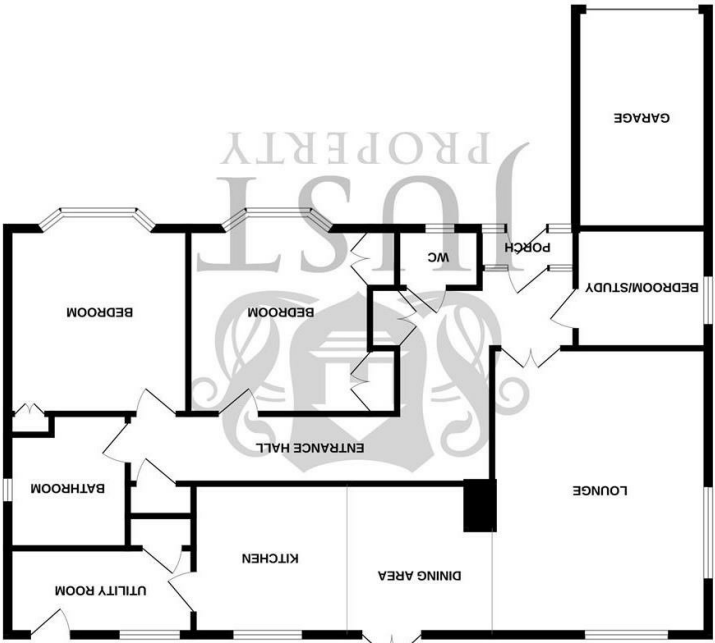 GARAGE
JUST
PROPERTY
PORCH
WC
BEDROOM/STUDY
BEDROOM
BEDROOM
ENTRANCE HALL
BATHROOM
LOUNGE
KITCHEN
DINING AREA
UTILITY ROOM